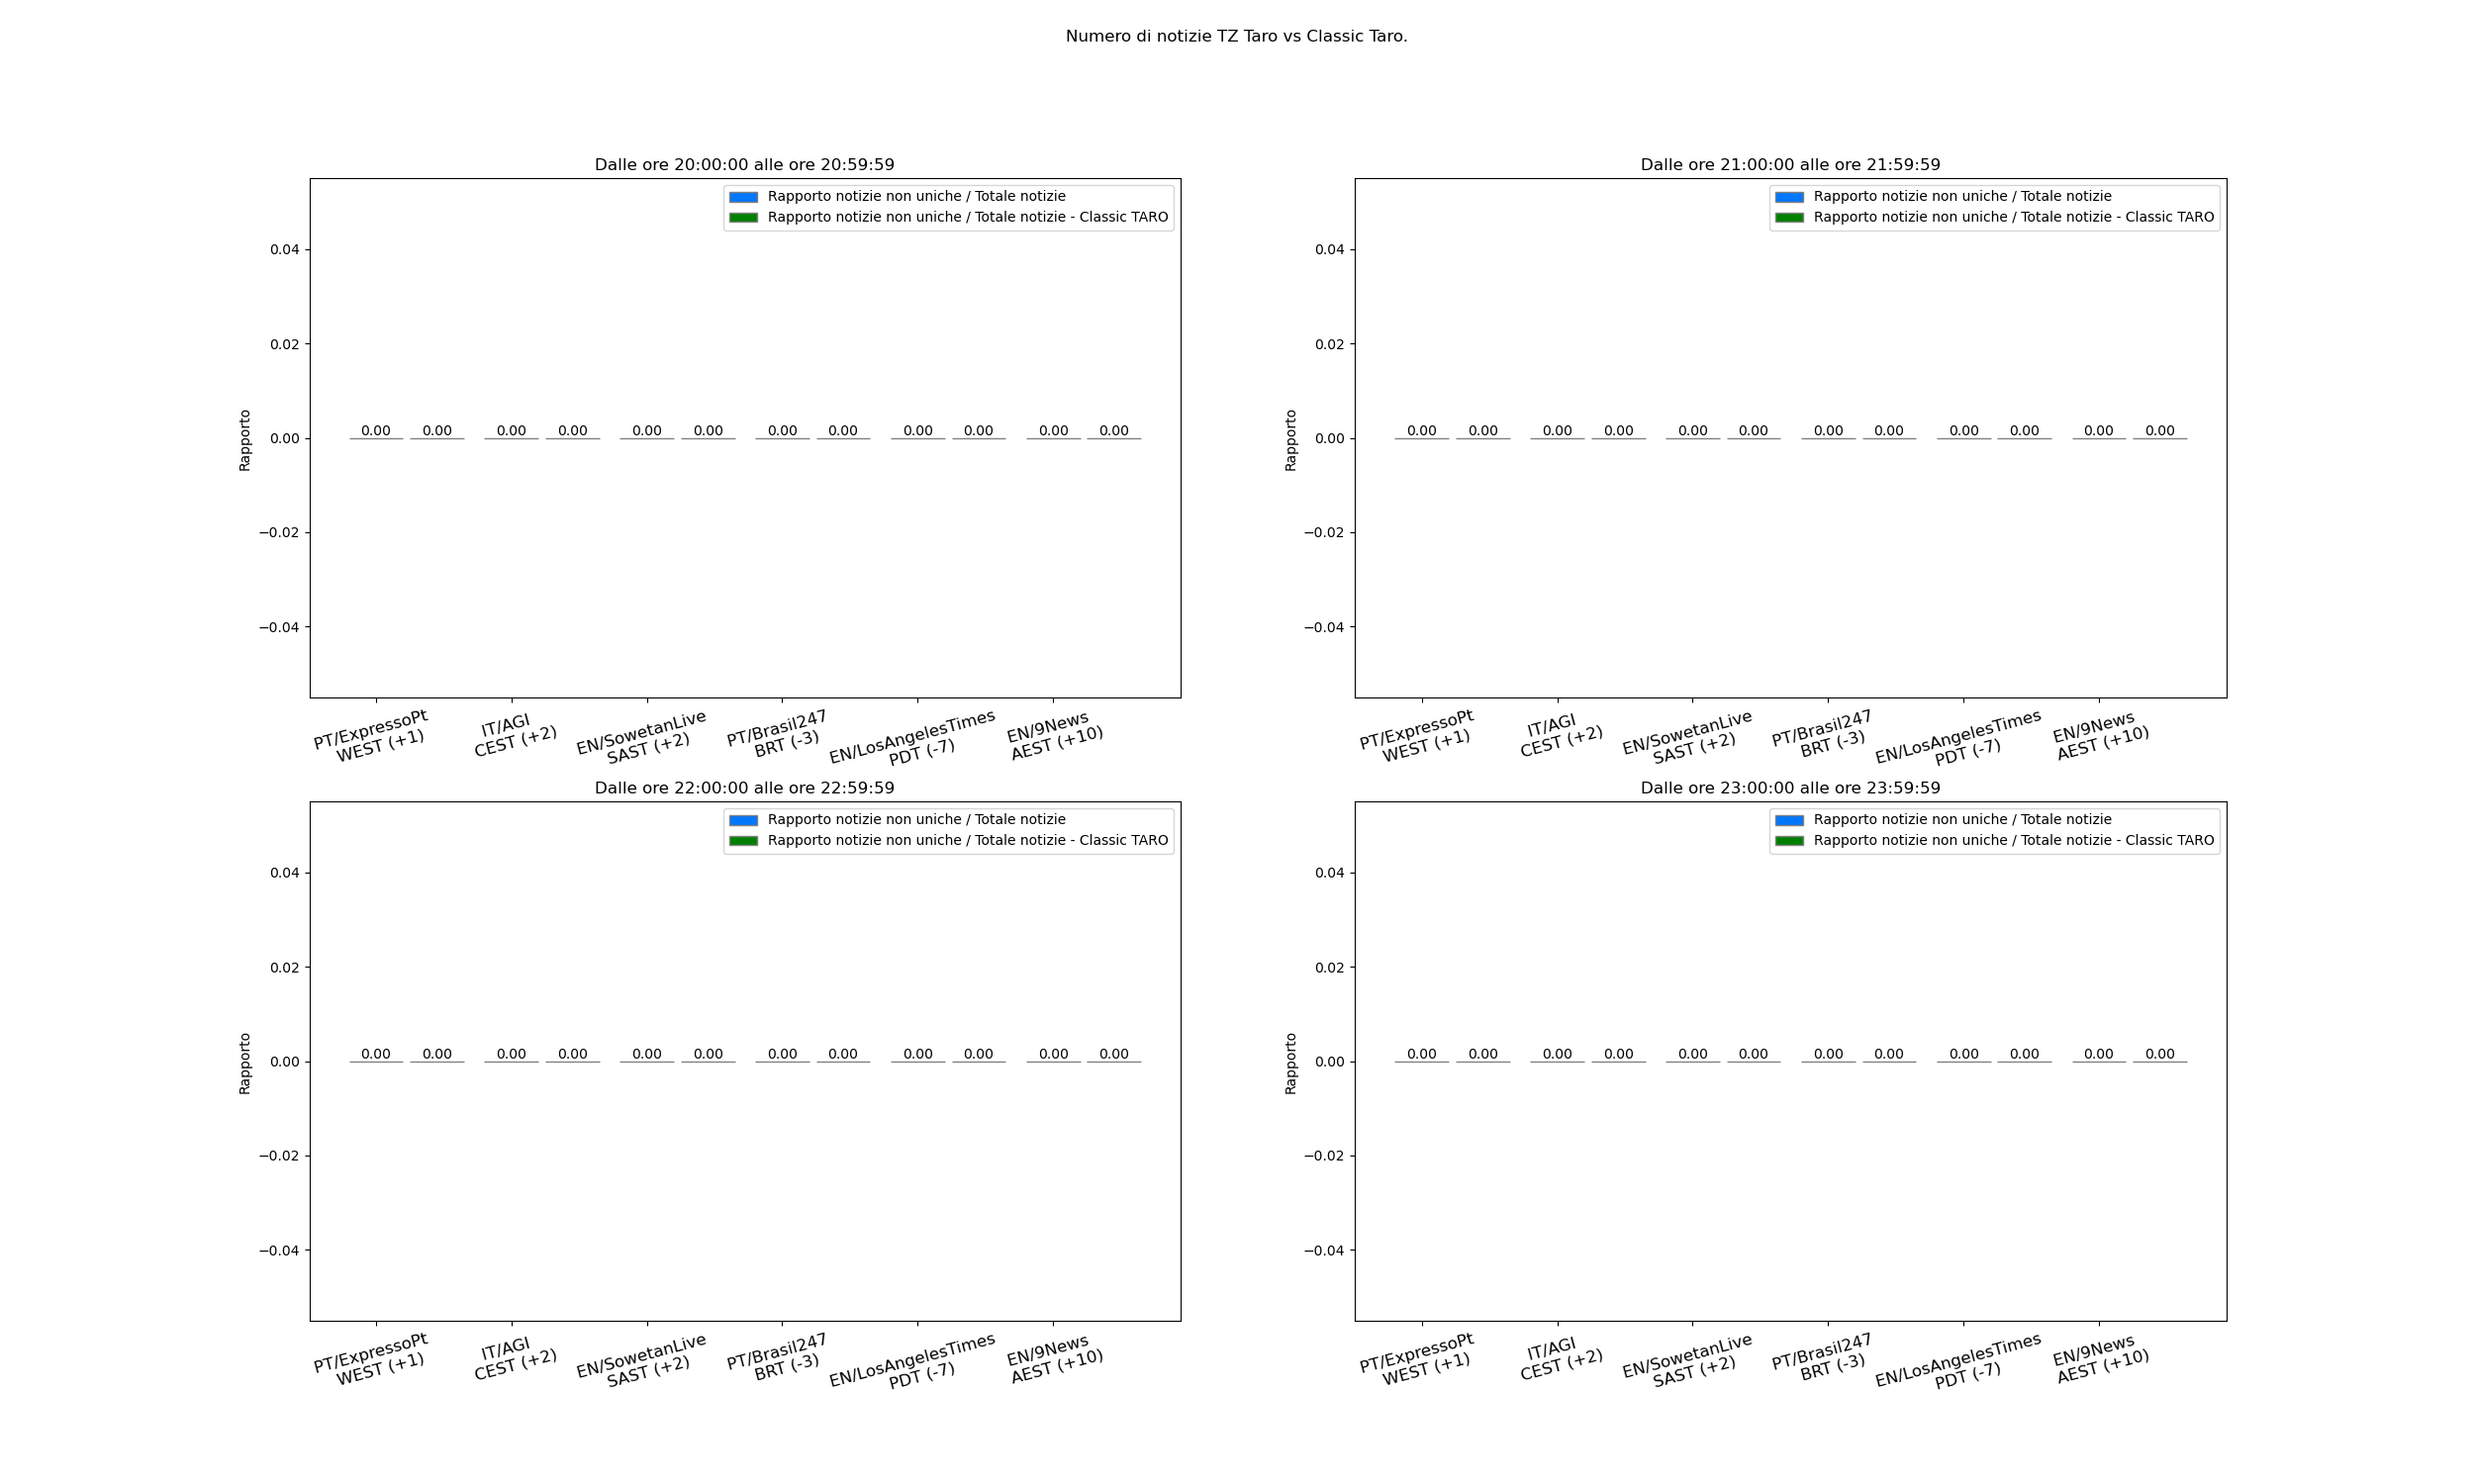 Numero di notizie TZ Taro vs Classic Taro.
Dalle ore 20:00:00 alle ore 20:59:59
Rapporto notizie non uniche / Totale notizie
Rapporto notizie non uniche / Totale notizie - Classic TARO
0.04
0.02
0.00
−0.02
−0.04
Rapporto
0.00 0.00 0.00 0.00 0.00 0.00 0.00 0.00 0.00 0.00 0.00 0.00
PT/ExpressoPt
WEST (+1)
IT/AGI
CEST (+2)
EN/SowetanLive
SAST (+2)
PT/Brasil247
BRT (-3)
EN/LosAngelesTimes
PDT (-7)
EN/9News
AEST (+10)
Dalle ore 21:00:00 alle ore 21:59:59
Rapporto notizie non uniche / Totale notizie
Rapporto notizie non uniche / Totale notizie - Classic TARO
0.04
0.02
0.00
−0.02
−0.04
Rapporto
0.00 0.00 0.00 0.00 0.00 0.00 0.00 0.00 0.00 0.00 0.00 0.00
PT/ExpressoPt
WEST (+1)
IT/AGI
CEST (+2)
EN/SowetanLive
SAST (+2)
PT/Brasil247
BRT (-3)
EN/LosAngelesTimes
PDT (-7)
EN/9News
AEST (+10)
Dalle ore 22:00:00 alle ore 22:59:59
Rapporto notizie non uniche / Totale notizie
Rapporto notizie non uniche / Totale notizie - Classic TARO
0.04
0.02
0.00
−0.02
−0.04
Rapporto
0.00 0.00 0.00 0.00 0.00 0.00 0.00 0.00 0.00 0.00 0.00 0.00
PT/ExpressoPt
WEST (+1)
IT/AGI
CEST (+2)
EN/SowetanLive
SAST (+2)
PT/Brasil247
BRT (-3)
EN/LosAngelesTimes
PDT (-7)
EN/9News
AEST (+10)
Dalle ore 23:00:00 alle ore 23:59:59
Rapporto notizie non uniche / Totale notizie
Rapporto notizie non uniche / Totale notizie - Classic TARO
0.04
0.02
0.00
−0.02
−0.04
Rapporto
0.00 0.00 0.00 0.00 0.00 0.00 0.00 0.00 0.00 0.00 0.00 0.00
PT/ExpressoPt
WEST (+1)
IT/AGI
CEST (+2)
EN/SowetanLive
SAST (+2)
PT/Brasil247
BRT (-3)
EN/LosAngelesTimes
PDT (-7)
EN/9News
AEST (+10)